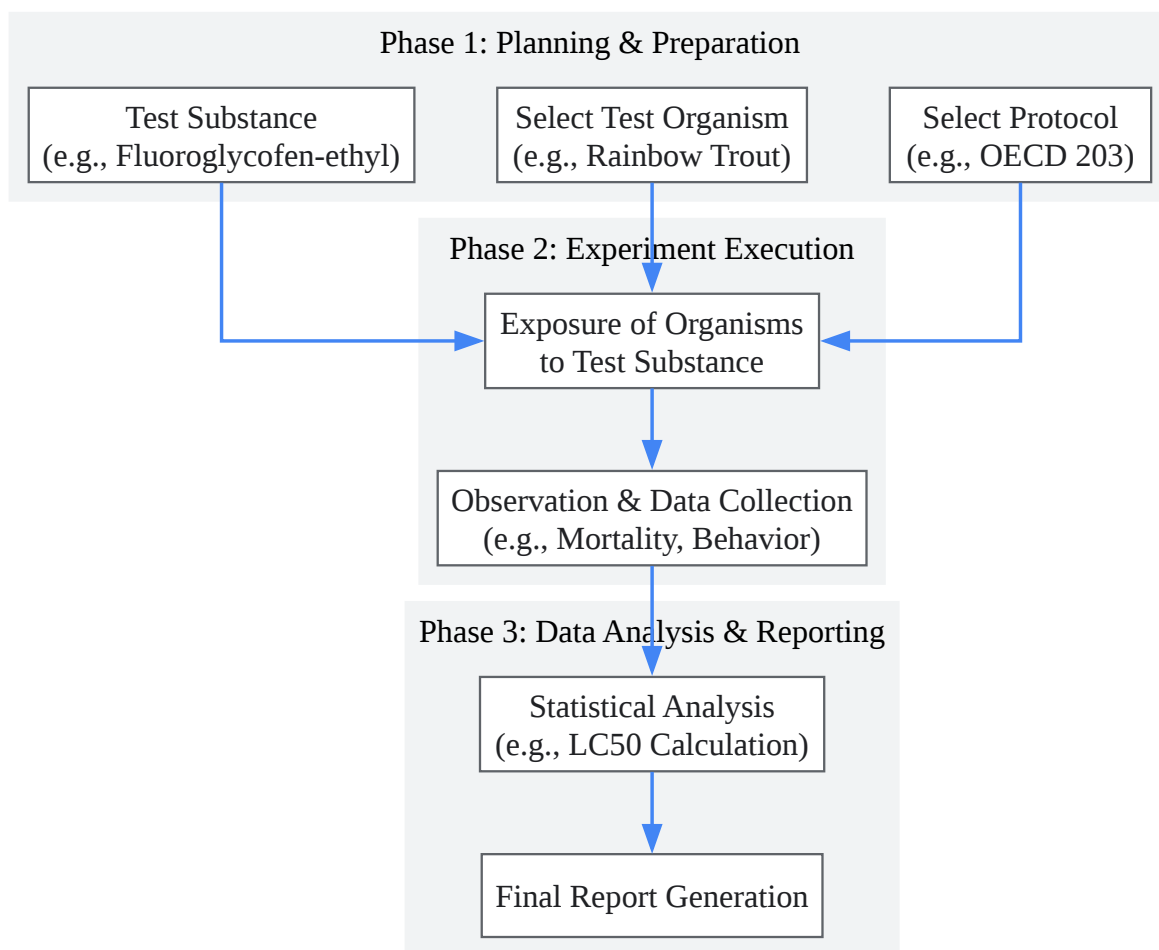 Phase 1: Planning & Preparation
Test Substance
(e.g., Fluoroglycofen-ethyl)
Select Test Organism
(e.g., Rainbow Trout)
Select Protocol
(e.g., OECD 203)
Phase 2: Experiment Execution
Exposure of Organisms
to Test Substance
Observation & Data Collection
(e.g., Mortality, Behavior)
Phase 3: Data Analysis & Reporting
Statistical Analysis
(e.g., LC50 Calculation)
Final Report Generation